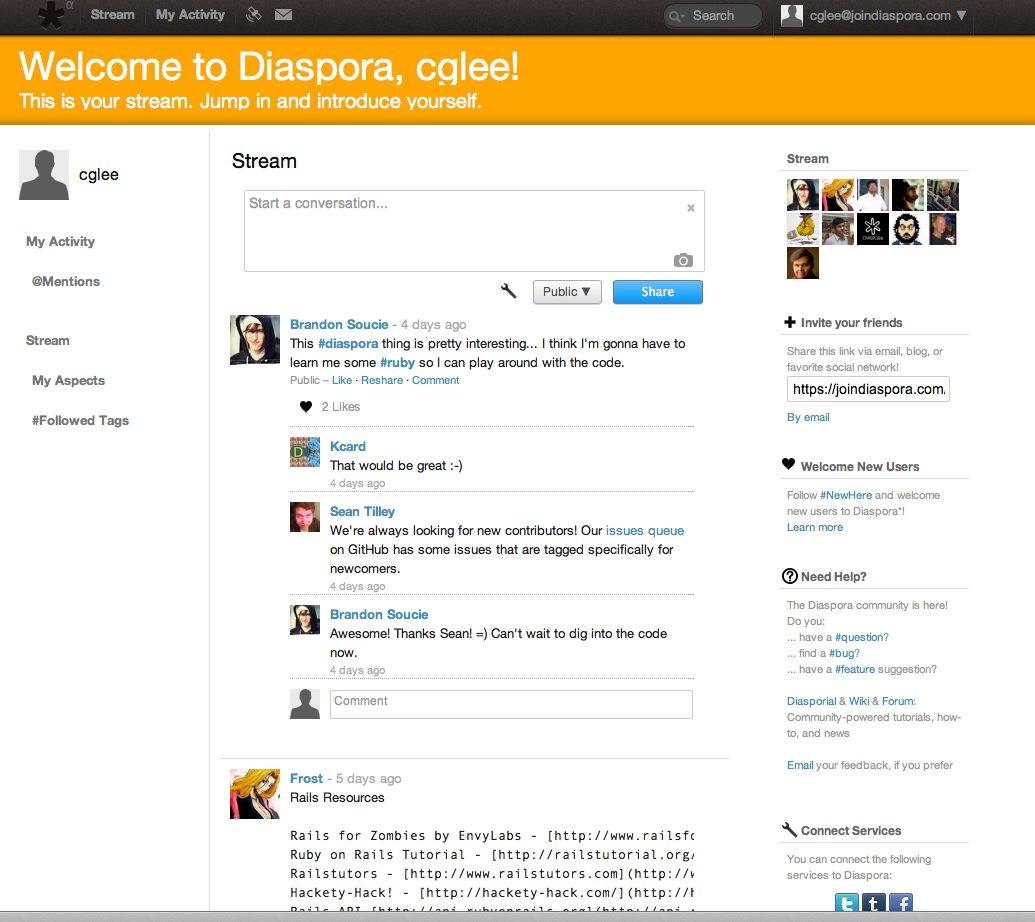 α
Stream My Activity Search cglee@joindiaspora.com ▼
Welcome to Diaspora, cglee!
This is your stream. Jump in and introduce yourself.
cglee
My Activity
@Mentions
Stream
My Aspects
#Followed Tags
Stream
Start a conversation...
×
Public ▼ Share
Brandon Soucie - 4 days ago
This #diaspora thing is pretty interesting... I think I'm gonna have to
learn me some #ruby so I can play around with the code.
Public – Like · Reshare · Comment
2 Likes
Kcard
That would be great :-)
4 days ago
Sean Tilley
We're always looking for new contributors! Our issues queue
on GitHub has some issues that are tagged specifically for
newcomers.
4 days ago
Brandon Soucie
Awesome! Thanks Sean! =) Can't wait to dig into the code
now.
4 days ago
Comment
Frost - 5 days ago
Rails Resources
Rails for Zombies by EnvyLabs - [http://www.railsfo
Ruby on Rails Tutorial - [http://railstutorial.org/
Railstutors - [http://www.railstutors.com](http://w
Hackety-Hack! - [http://hackety-hack.com/](http://h
Rails API [http://api.rubyonrails.org](http://api.
Stream
DIASPORA
Invite your friends
Share this link via email, blog, or
favorite social network!
https://joindiaspora.com.
By email
Welcome New Users
Follow #NewHere and welcome
new users to Diaspora*!
Learn more
Need Help?
The Diaspora community is here!
Do you:
... have a #question?
... find a #bug?
... have a #feature suggestion?
Diasporial & Wiki & Forum:
Community-powered tutorials, how-
to, and news
Email your feedback, if you prefer
Connect Services
You can connect the following
services to Diaspora:
t t f